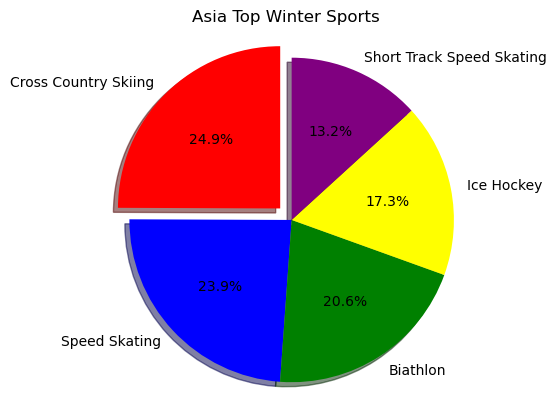 Asia Top Winter Sports
Short Track Speed Skating
Cross Country Skiing
13.2%
24.9%
Ice Hockey
17.3%
23.9%
20.6%
Speed Skating
Biathlon